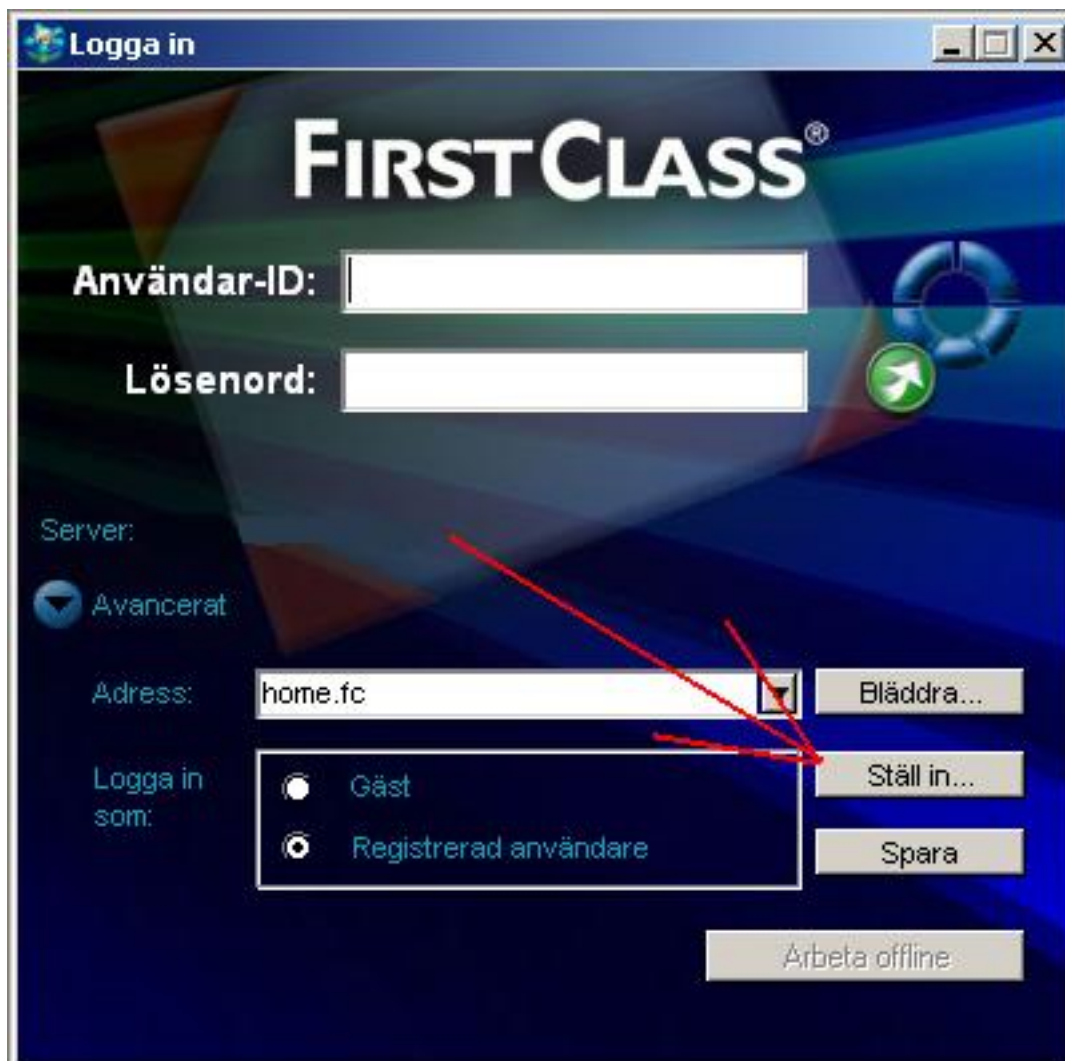 Logga in
FIRSTCLASS®
Användar-ID:
Lösenord:
Server:
Avancerat
Adress:
home.fc
Bläddra...
Logga in
som:
Gäst
Ställ in...
Registrerad användare
Spara
Arbeta offline